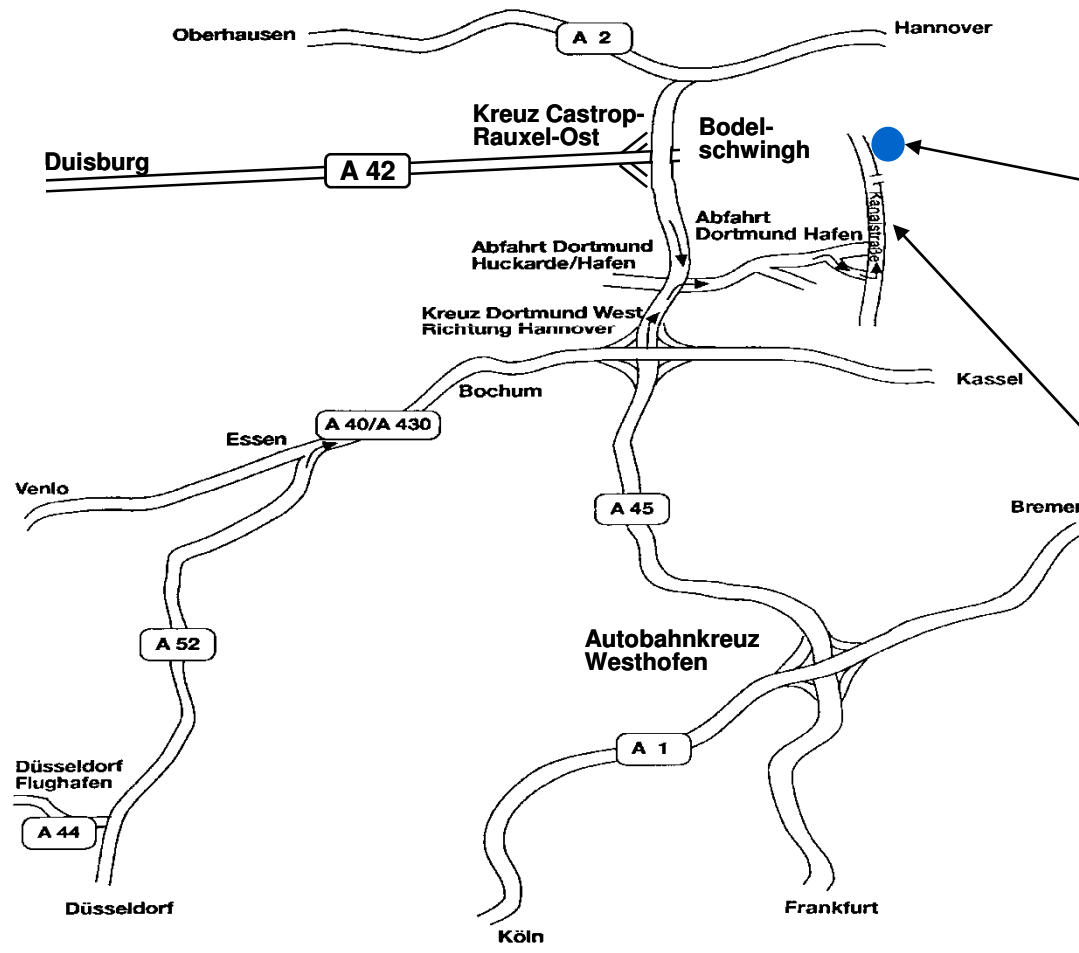 Oberhausen
A 2
Hannover
Kreuz Castrop-
Rauxel-Ost
Bodel-
schwingh
Duisburg
A 42
Kanalstraße
Abfahrt
Dortmund Hafen
Abfahrt Dortmund
Huckarde/Hafen
Kreuz Dortmund West
Richtung Hannover
Kassel
Bochum
A 40/A 430
Essen
Venlo
A 45
Bremen
A 52
Autobahnkreuz
Westhofen
A 1
Düsseldorf
Flughafen
A 44
Düsseldorf
Frankfurt
Köln